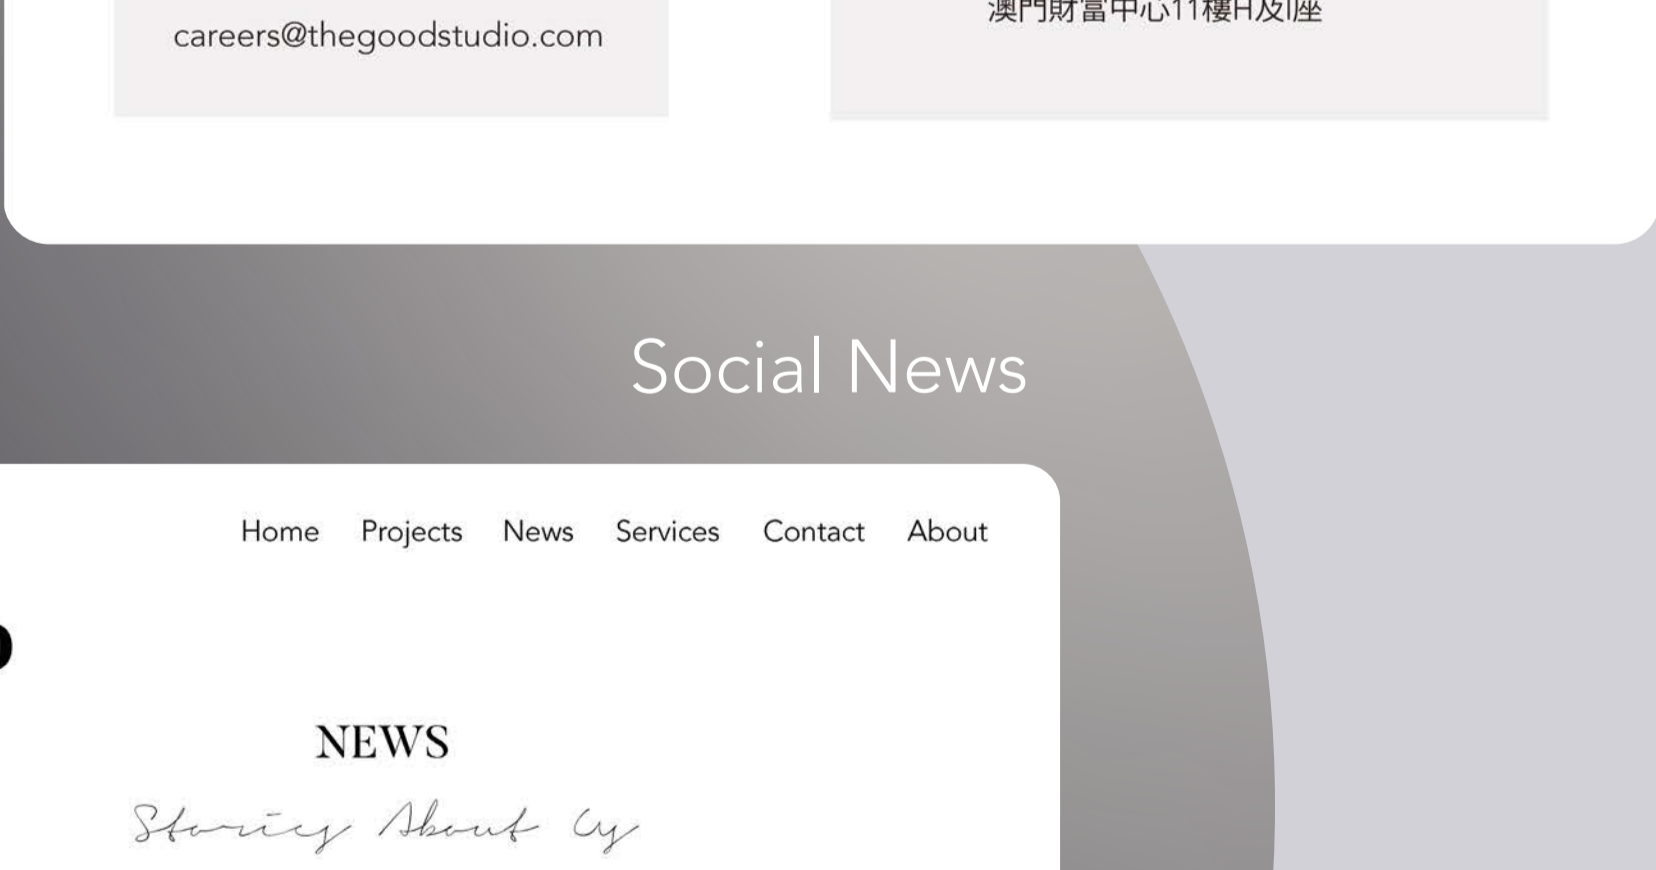 careers@thegoodstudio.com
澳門財富中心11樓H及I座
Social News
Home Projects News Services Contact About
NEWS
Stories About